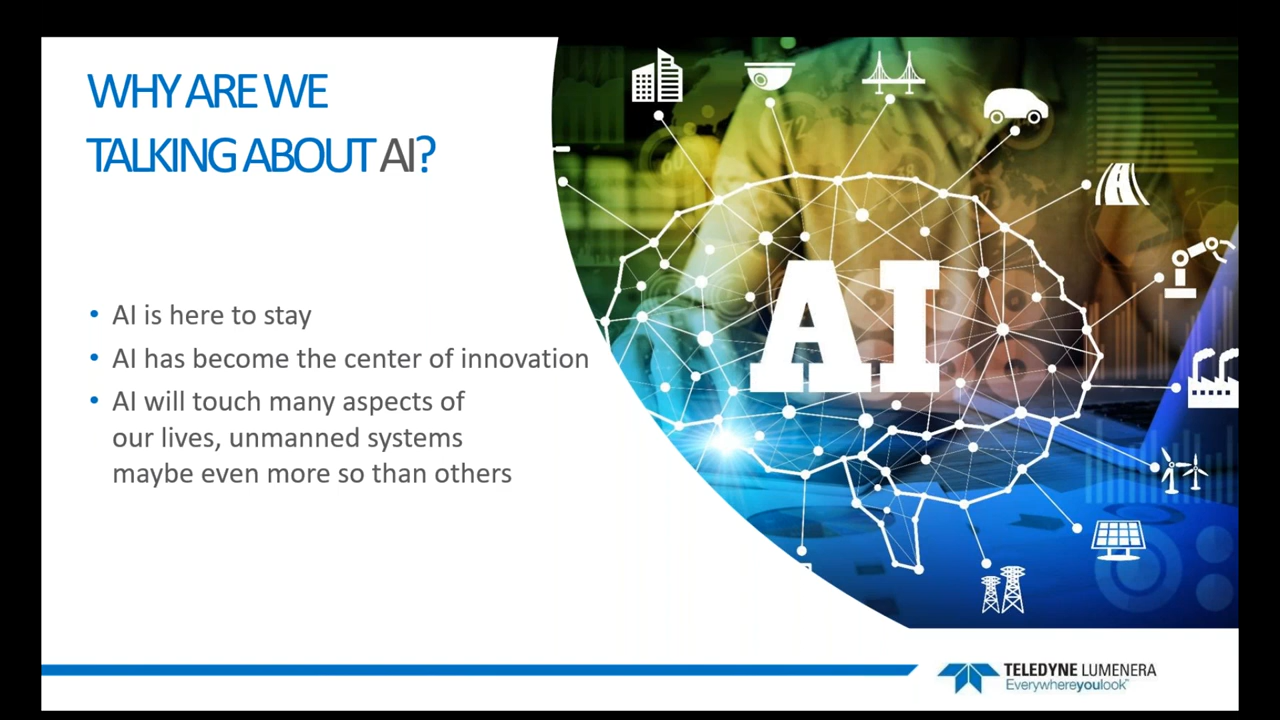 WHY ARE WE
TALKING ABOUT AI?
• AI is here to stay
• AI has become the center of innovation
• AI will touch many aspects of
our lives, unmanned systems
maybe even more so than others
AI
TELEDYNE LUMENERA
Everywhereyoulook™